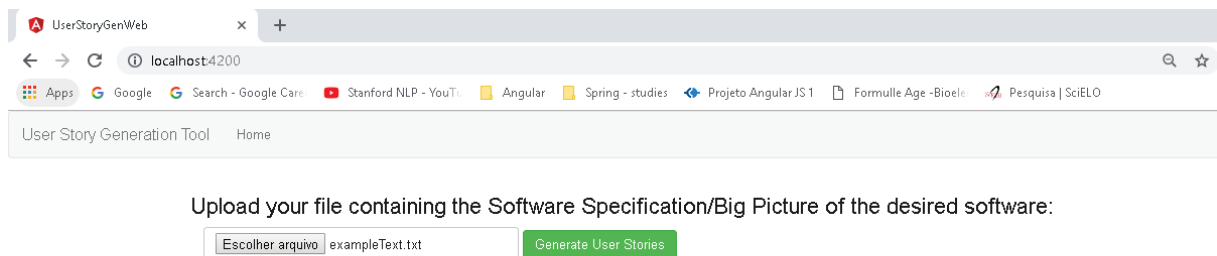 UserStoryGenWeb
localhost:4200
Apps Google Search - Google Care Stanford NLP - YouTu Angular Spring - studies Projeto Angular JS 1 Formulle Age -Bioele Pesquisa | SciELO
User Story Generation Tool Home
Upload your file containing the Software Specification/Big Picture of the desired software:
Escolher arquivo exampleText.txt Generate User Stories